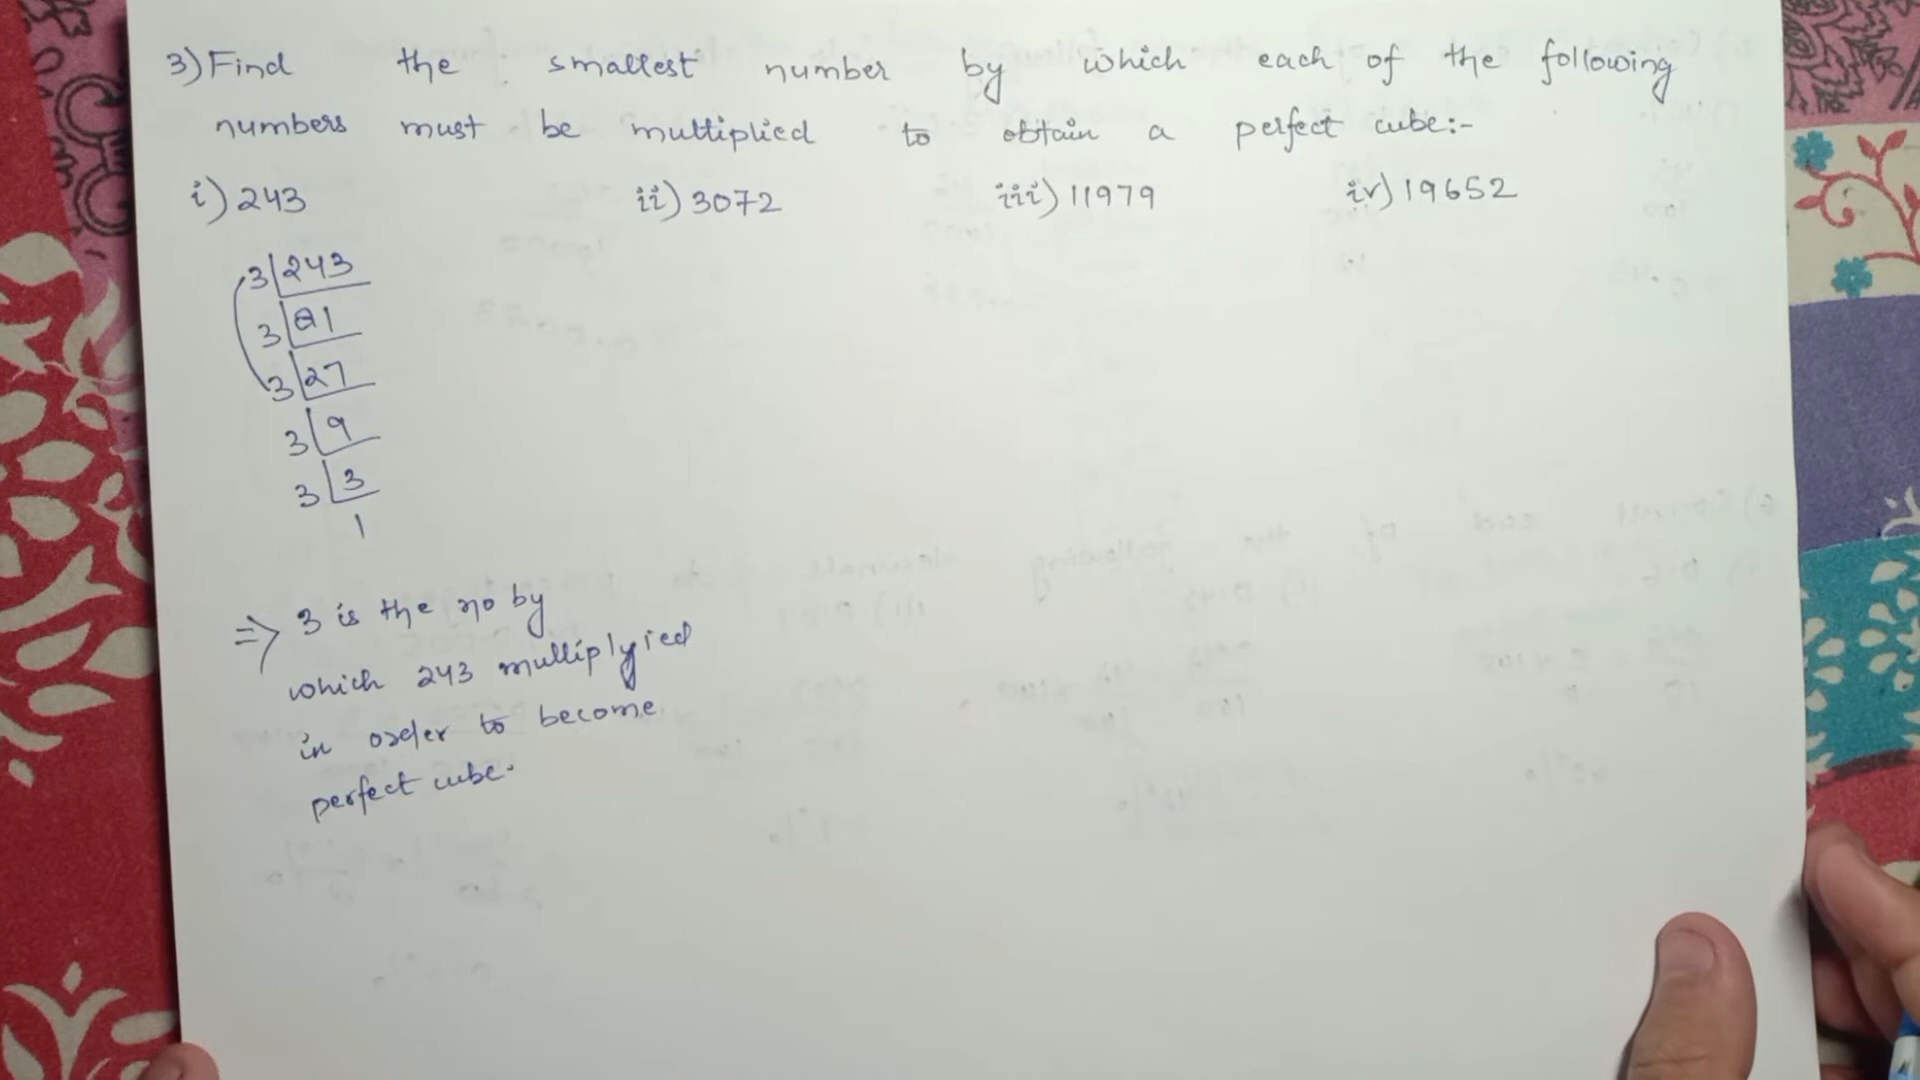 3) Find the smallest number by which each of the following
numbers must be multiplied to obtain a perfect cube:-
i) 243 ii) 3072 iii) 11979 iv) 19652
3 243
3 81
3 27
3 9
3 3
1
⇒ 3 is the no by
which 243 multiplyied
in order to become
perfect cube.